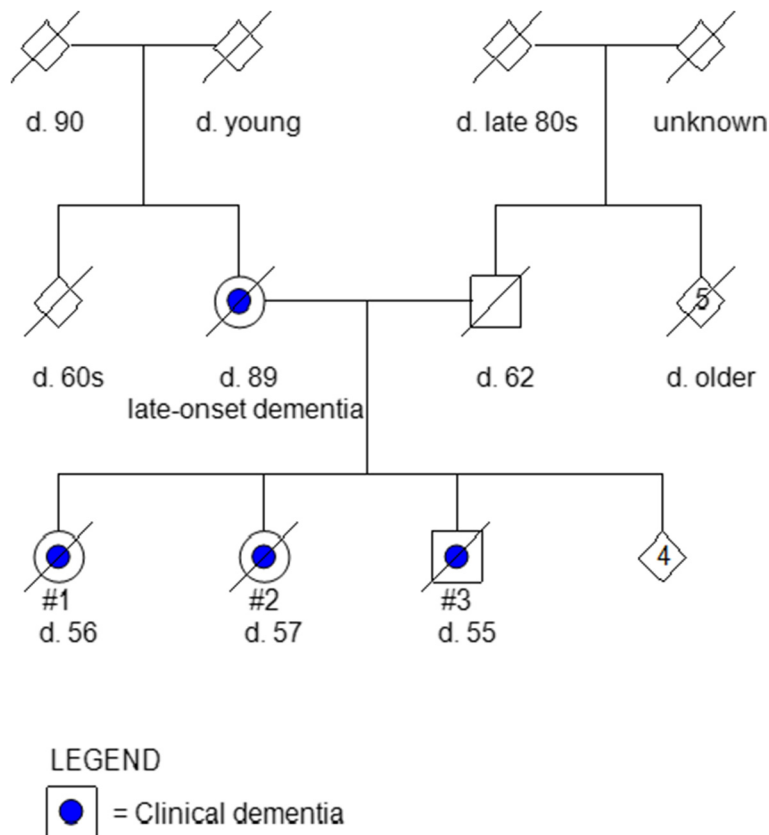 d. 90 d. young d. late 80s unknown
5
d. 60s d. 89 d. 62 d. older
late-onset dementia
4
#1 #2 #3
d. 56 d. 57 d. 55
LEGEND
= Clinical dementia